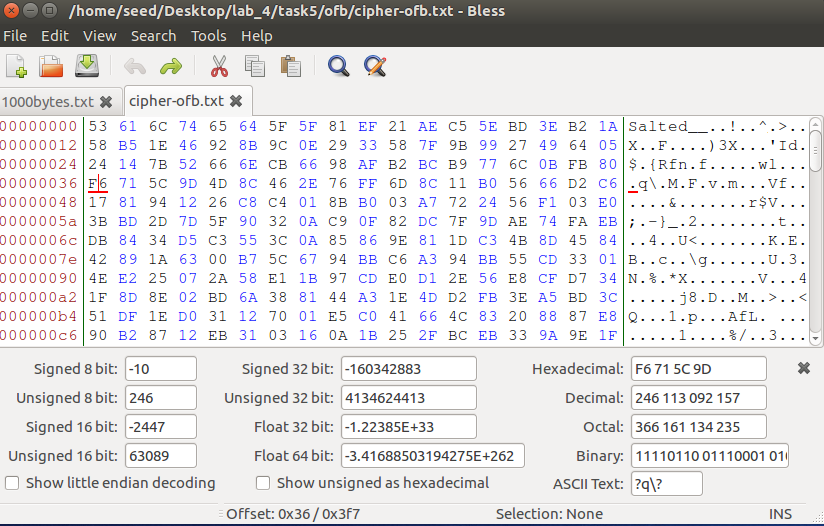 /home/seed/Desktop/lab_4/task5/ofb/cipher-ofb.txt - Bless
File Edit View Search Tools Help
1000bytes.txt cipher-ofb.txt
00000000 53 61 6C 74 65 64 5F 5F 81 EF 21 AE C5 5E BD 3E B2 1A Salted__..!..^.>..
00000012 58 B5 1E 46 92 8B 9C 0E 29 33 58 7F 9B 99 27 49 64 05 X..F....)3X...'Id.
00000024 24 14 7B 52 66 6E CB 66 98 AF B2 BC B9 77 6C 0B FB 80 $.{Rfn.f.....wl...
00000036 F6 71 5C 9D 4D 8C 46 2E 76 FF 6D 8C 11 B0 56 66 D2 C6 .q\.M.F.v.m...Vf..
00000048 17 81 94 12 26 C8 C4 01 8B B0 03 A7 72 24 56 F1 03 E0 ....&.......r$V...
0000005a 3B BD 2D 7D 5F 90 32 0A C9 0F 82 DC 7F 9D AE 74 FA EB ;.-}_.2........t..
0000006c DB 84 34 D5 C3 55 3C 0A 85 86 9E 81 1D C3 4B 8D 45 84 ..4..U<.......K.E.
0000007e 42 89 1A 63 00 B7 5C 67 94 BB C6 A3 94 BB 55 CD 33 01 B..c..\g......U.3.
00000090 4E E2 25 07 2A 58 E1 1B 97 CD E0 D1 2E 56 E8 CF D7 34 N.%.*X.......V...4
000000a2 1F 8D 8E 02 BD 6A 38 81 44 A3 1E 4D D2 FB 3E A5 BD 3C .....j8.D..M..>..<
000000b4 51 DF 1E D0 31 12 70 01 E5 C0 41 66 4C 83 20 88 87 E8 Q...1.p...AfL. ...
000000c6 90 B2 87 12 EB 31 03 16 0A 1B 25 2F BC EB 33 9A 9E 1F .....1....%/..3...
Signed 8 bit: -10 Signed 32 bit: -160342883 Hexadecimal: F6 71 5C 9D
Unsigned 8 bit: 246 Unsigned 32 bit: 4134624413 Decimal: 246 113 092 157
Signed 16 bit: -2447 Float 32 bit: -1.22385E+33 Octal: 366 161 134 235
Unsigned 16 bit: 63089 Float 64 bit: -3.41688503194275E+262 Binary: 11110110 01110001 010
Show little endian decoding Show unsigned as hexadecimal ASCII Text: ?q\?
Offset: 0x36 / 0x3f7 Selection: None INS